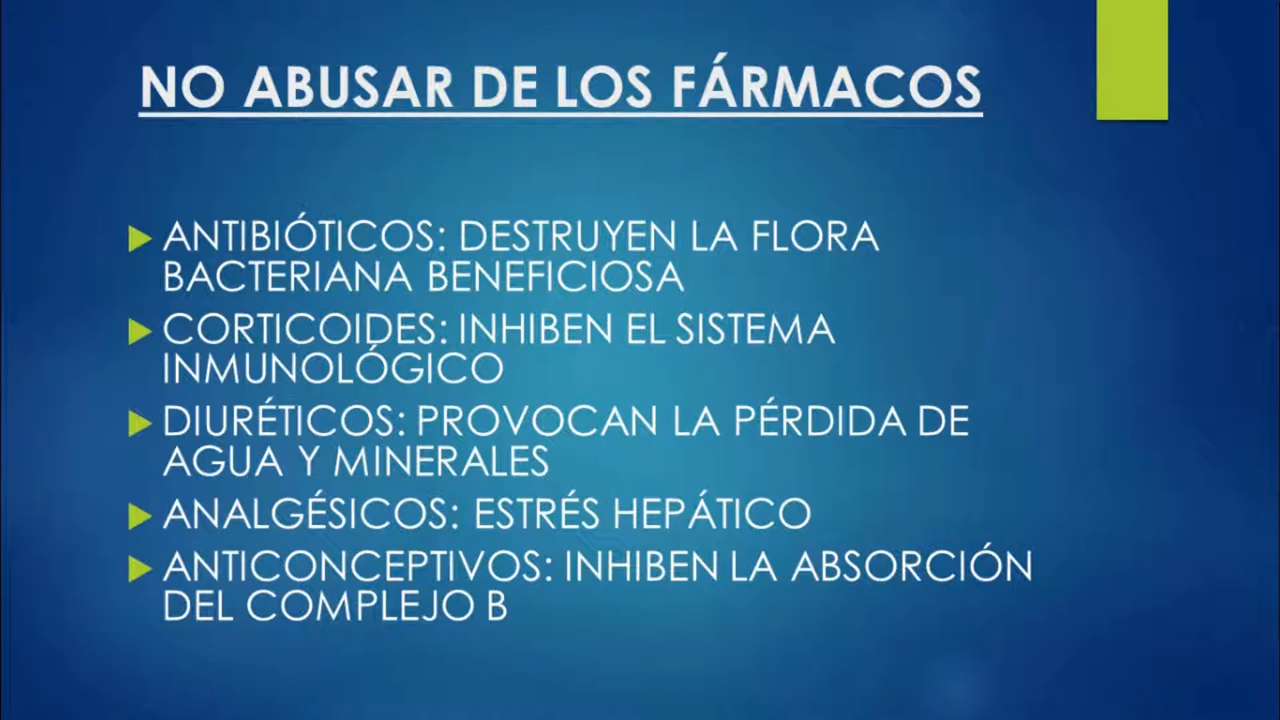 NO ABUSAR DE LOS FÁRMACOS
ANTIBIÓTICOS: DESTRUYEN LA FLORA
BACTERIANA BENEFICIOSA
CORTICOIDES: INHIBEN EL SISTEMA
INMUNOLÓGICO
DIURÉTICOS: PROVOCAN LA PÉRDIDA DE
AGUA Y MINERALES
ANALGÉSICOS: ESTRÉS HEPÁTICO
ANTICONCEPTIVOS: INHIBEN LA ABSORCIÓN
DEL COMPLEJO B